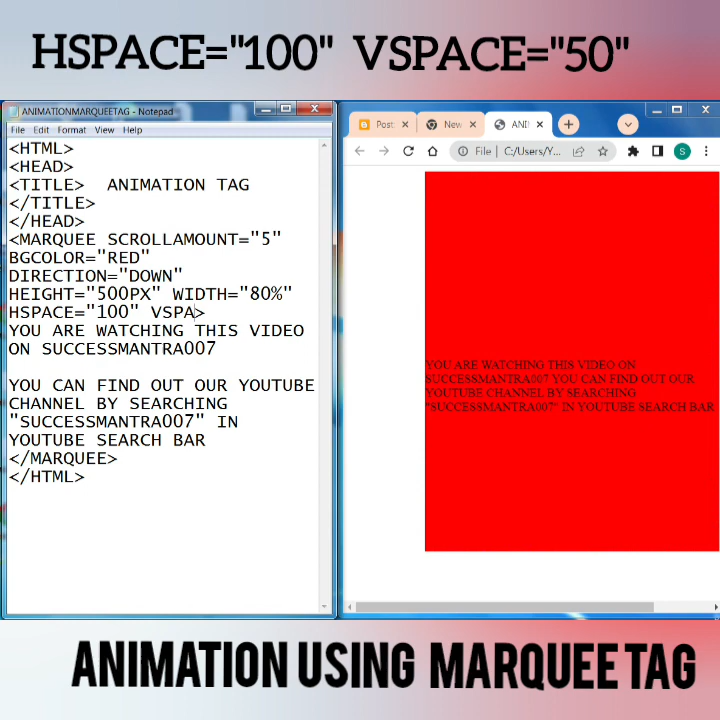 HSPACE="100" VSPACE="50"
ANIMATIONMARQUEETAG - Notepad
File Edit Format View Help
<HTML>
<HEAD>
<TITLE> ANIMATION TAG
</TITLE>
</HEAD>
<MARQUEE SCROLLAMOUNT="5"
BGCOLOR="RED"
DIRECTION="DOWN"
HEIGHT="500PX" WIDTH="80%"
HSPACE="100" VSPA>
YOU ARE WATCHING THIS VIDEO
ON SUCCESSMANTRA007
YOU CAN FIND OUT OUR YOUTUBE
CHANNEL BY SEARCHING
"SUCCESSMANTRA007" IN
YOUTUBE SEARCH BAR
</MARQUEE>
</HTML>
Post: New ANI
File C:/Users/Y... S
YOU ARE WATCHING THIS VIDEO ON
SUCCESSMANTRA007 YOU CAN FIND OUT OUR
YOUTUBE CHANNEL BY SEARCHING
"SUCCESSMANTRA007" IN YOUTUBE SEARCH BAR
ANIMATION USING MARQUEE TAG